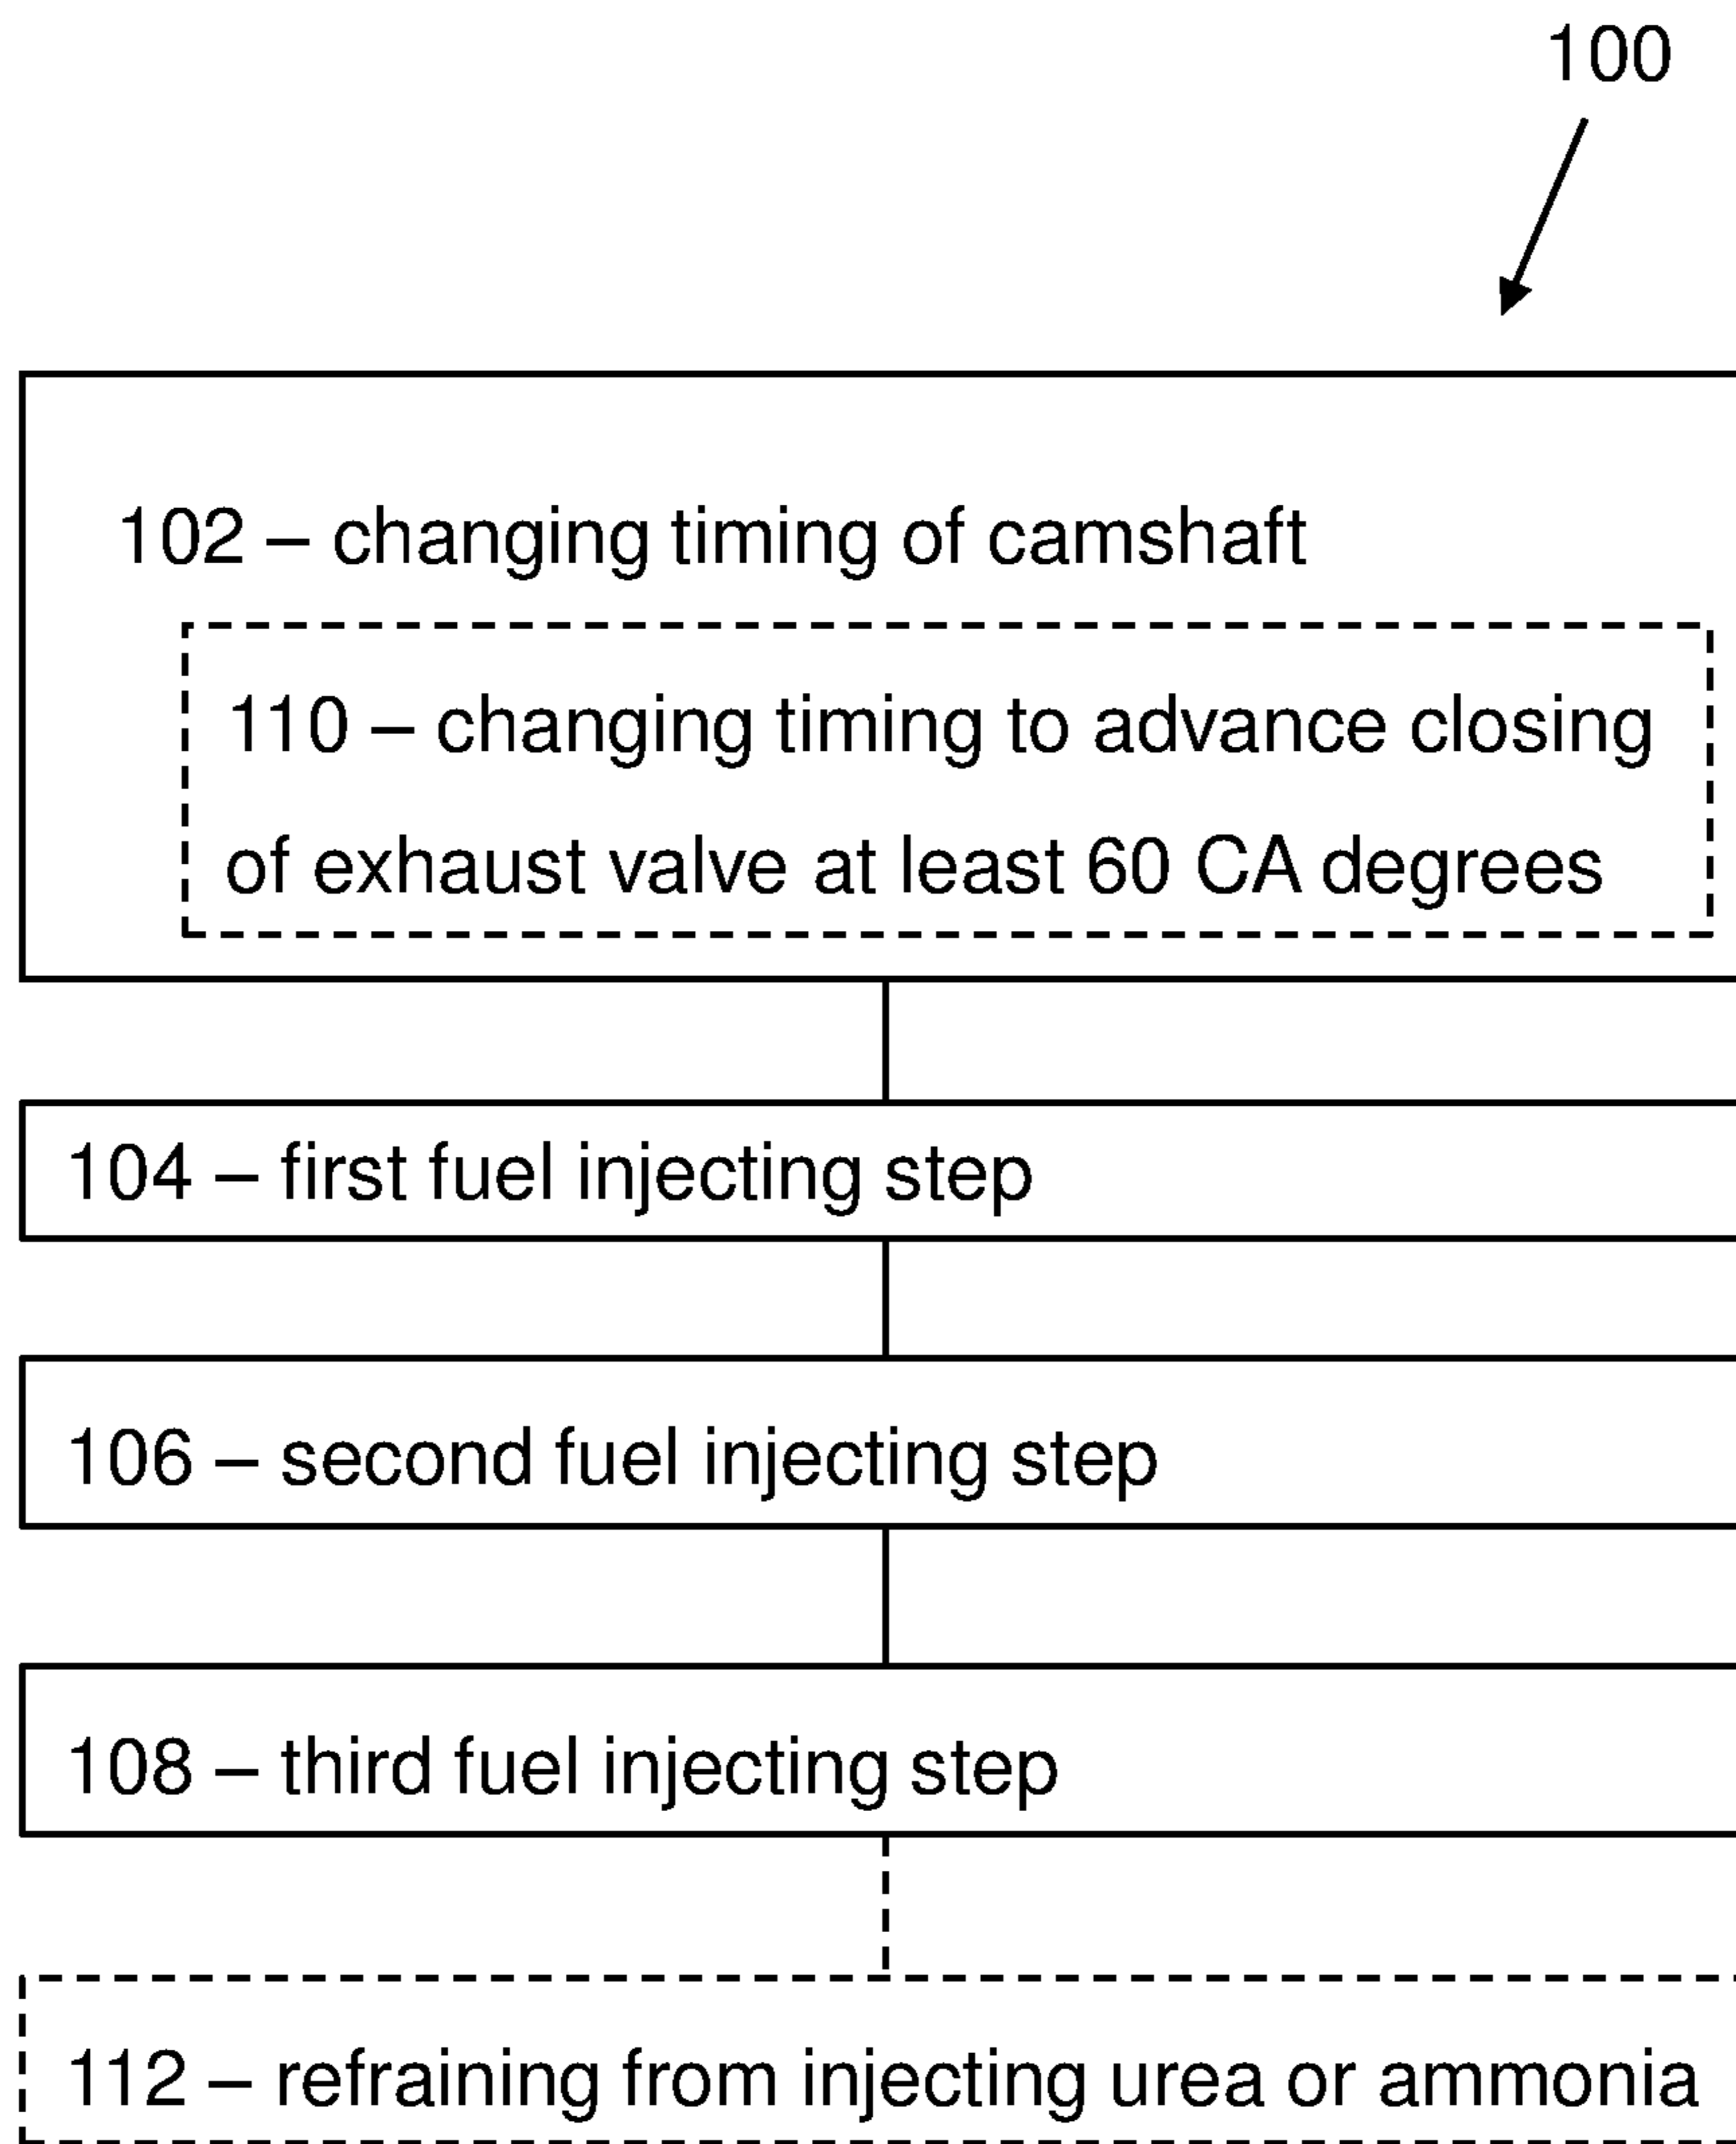 100
102 – changing timing of camshaft
110 – changing timing to advance closing
of exhaust valve at least 60 CA degrees
104 – first fuel injecting step
106 – second fuel injecting step
108 – third fuel injecting step
112 – refraining from injecting urea or ammonia